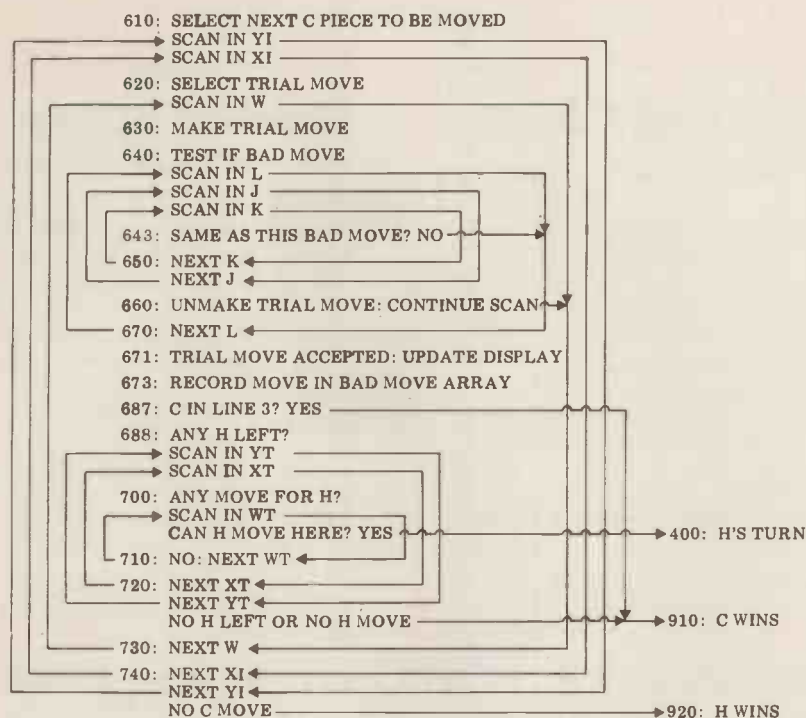 610: SELECT NEXT C PIECE TO BE MOVED
SCAN IN YI
SCAN IN XI
620: SELECT TRIAL MOVE
SCAN IN W
630: MAKE TRIAL MOVE
640: TEST IF BAD MOVE
SCAN IN L
SCAN IN J
SCAN IN K
643: SAME AS THIS BAD MOVE? NO
650: NEXT K
NEXT J
660: UNMAKE TRIAL MOVE: CONTINUE SCAN
670: NEXT L
671: TRIAL MOVE ACCEPTED: UPDATE DISPLAY
673: RECORD MOVE IN BAD MOVE ARRAY
687: C IN LINE 3? YES
688: ANY H LEFT?
SCAN IN YT
SCAN IN XT
700: ANY MOVE FOR H?
SCAN IN WT
CAN H MOVE HERE? YES 400: H'S TURN
710: NO: NEXT WT
720: NEXT XT
NEXT YT
NO H LEFT OR NO H MOVE 910: C WINS
730: NEXT W
740: NEXT XI
NEXT YI
NO C MOVE 920: H WINS